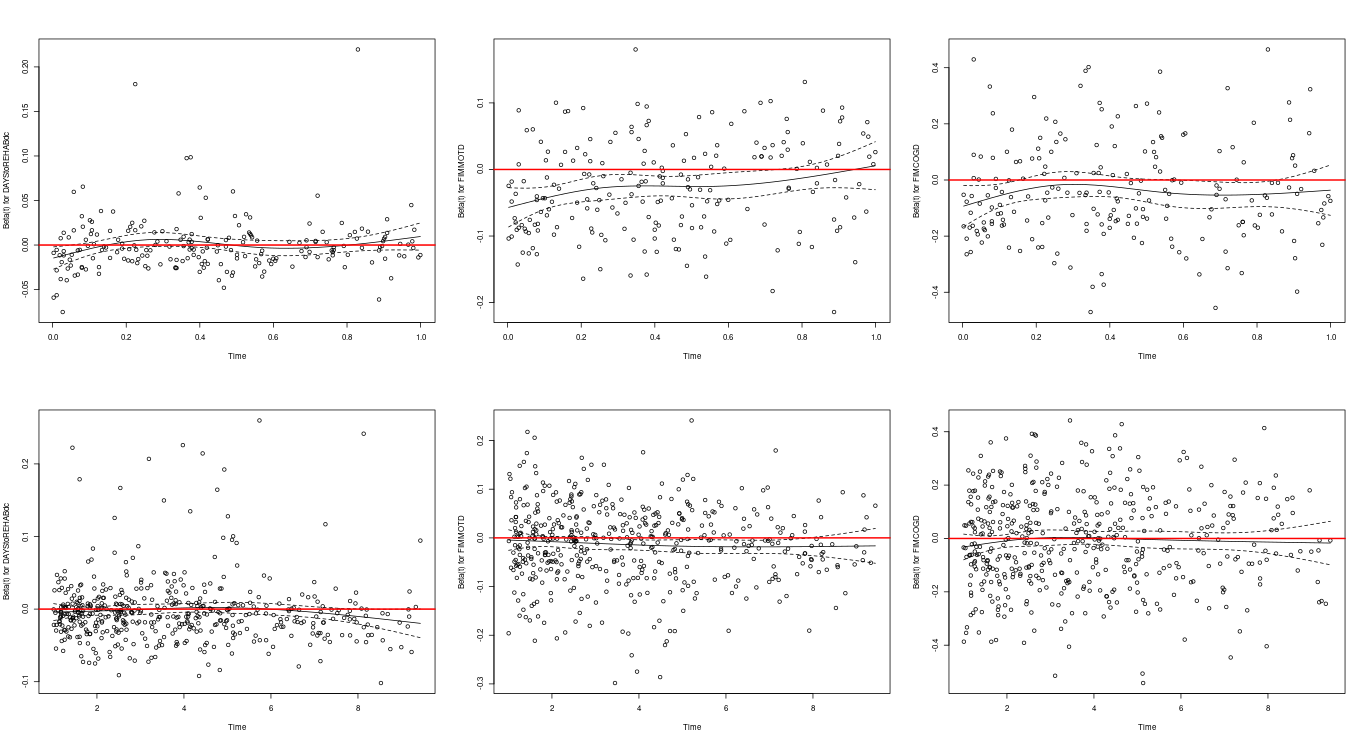 Beta(t) for DAYStoREHABdc
0.20
0.15
0.10
0.05
0.00
-0.05
0.0 0.2 0.4 0.6 0.8 1.0
Time
Beta(t) for FIMMOTD
0.1
0.0
-0.1
-0.2
0.0 0.2 0.4 0.6 0.8 1.0
Time
Beta(t) for FIMCOGD
0.4
0.2
0.0
-0.2
-0.4
0.0 0.2 0.4 0.6 0.8 1.0
Time
Beta(t) for DAYStoREHABdc
0.2
0.1
0.0
-0.1
2 4 6 8
Time
Beta(t) for FIMMOTD
0.2
0.1
0.0
-0.1
-0.2
-0.3
2 4 6 8
Time
Beta(t) for FIMCOGD
0.4
0.2
0.0
-0.2
-0.4
2 4 6 8
Time